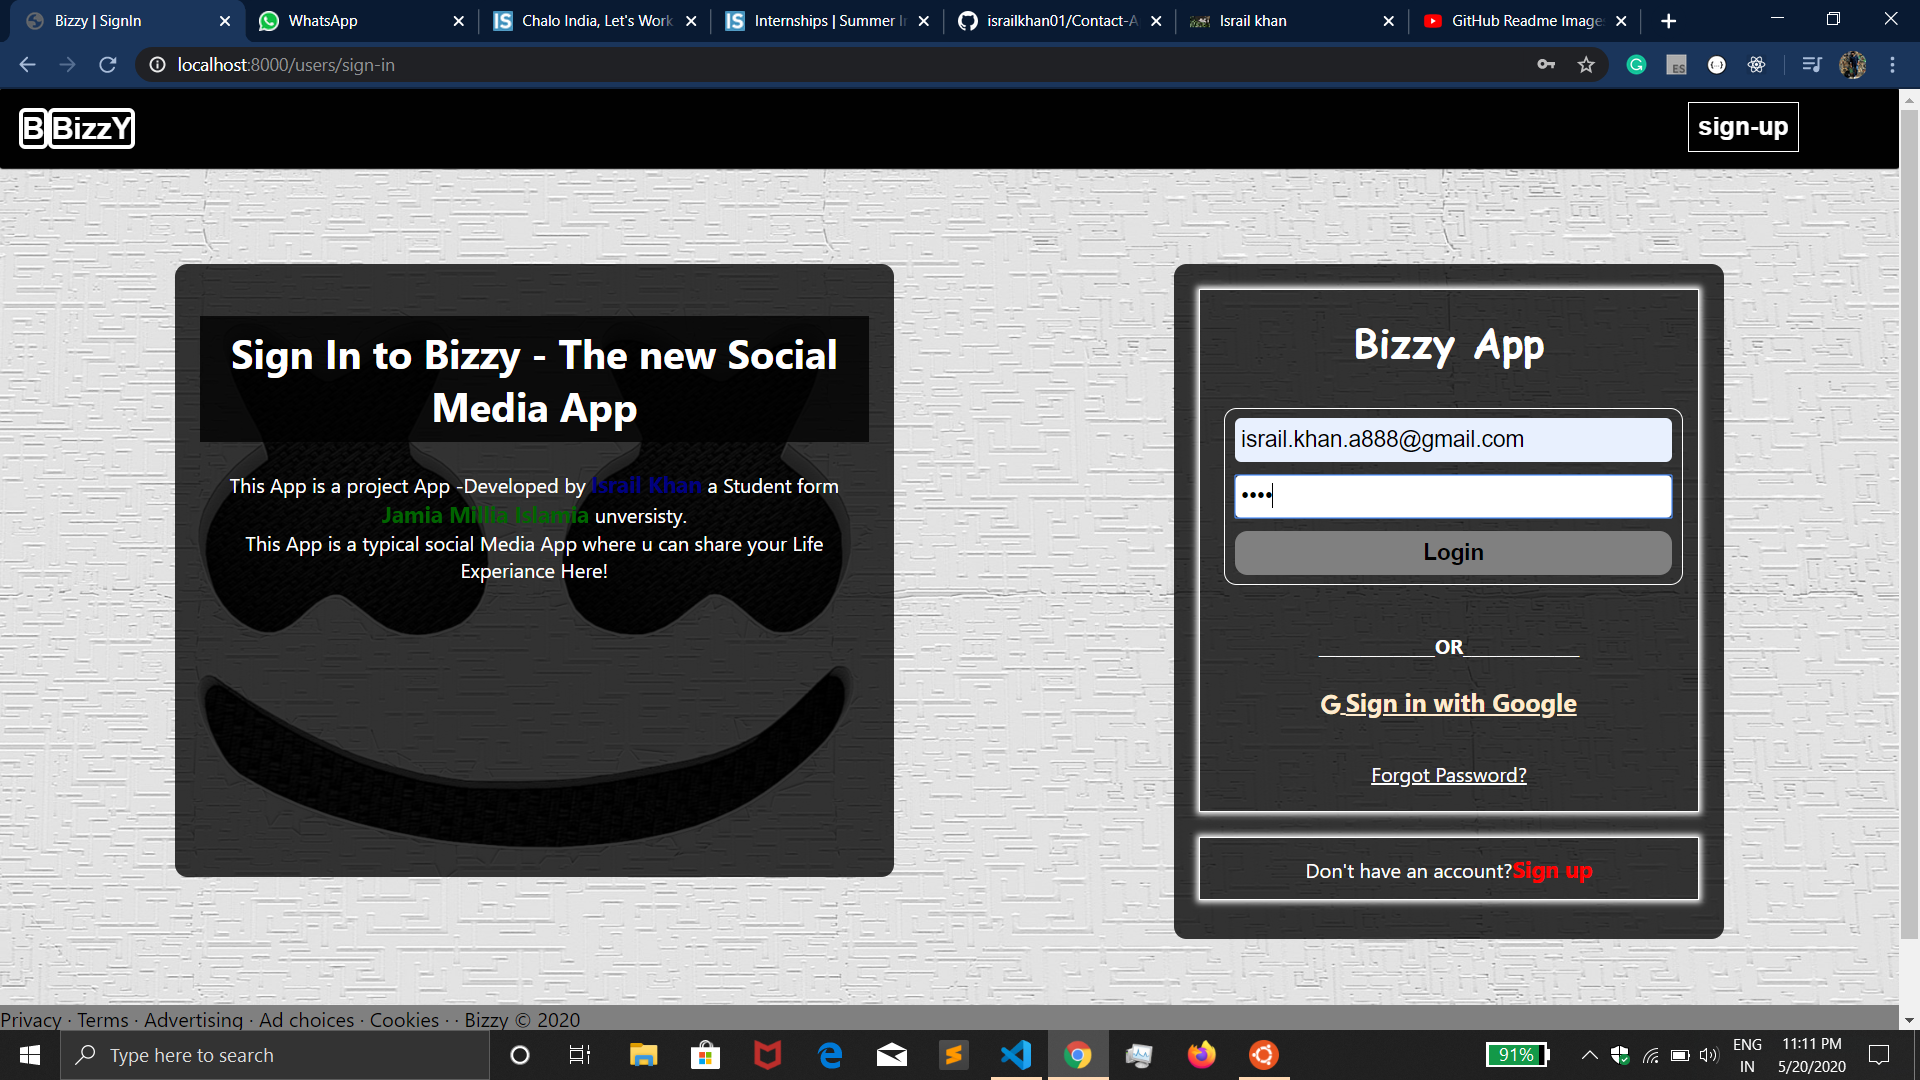 Bizzy | SignIn
WhatsApp
Chalo India, Let's Work
Internships | Summer In
israilkhan01/Contact-A
Israil khan
GitHub Readme Image
localhost:8000/users/sign-in
B BizzY
sign-up
Sign In to Bizzy - The new Social
Media App
This App is a project App -Developed by Israil Khan a Student form
Jamia Millia Islamia unversisty.
This App is a typical social Media App where u can share your Life
Experiance Here!
Bizzy App
israil.khan.a888@gmail.com
••••
Login
____________OR____________
G Sign in with Google
Forgot Password?
Don't have an account?Sign up
Privacy · Terms · Advertising · Ad choices · Cookies · · Bizzy © 2020
Type here to search
91%
ENG
IN
11:11 PM
5/20/2020